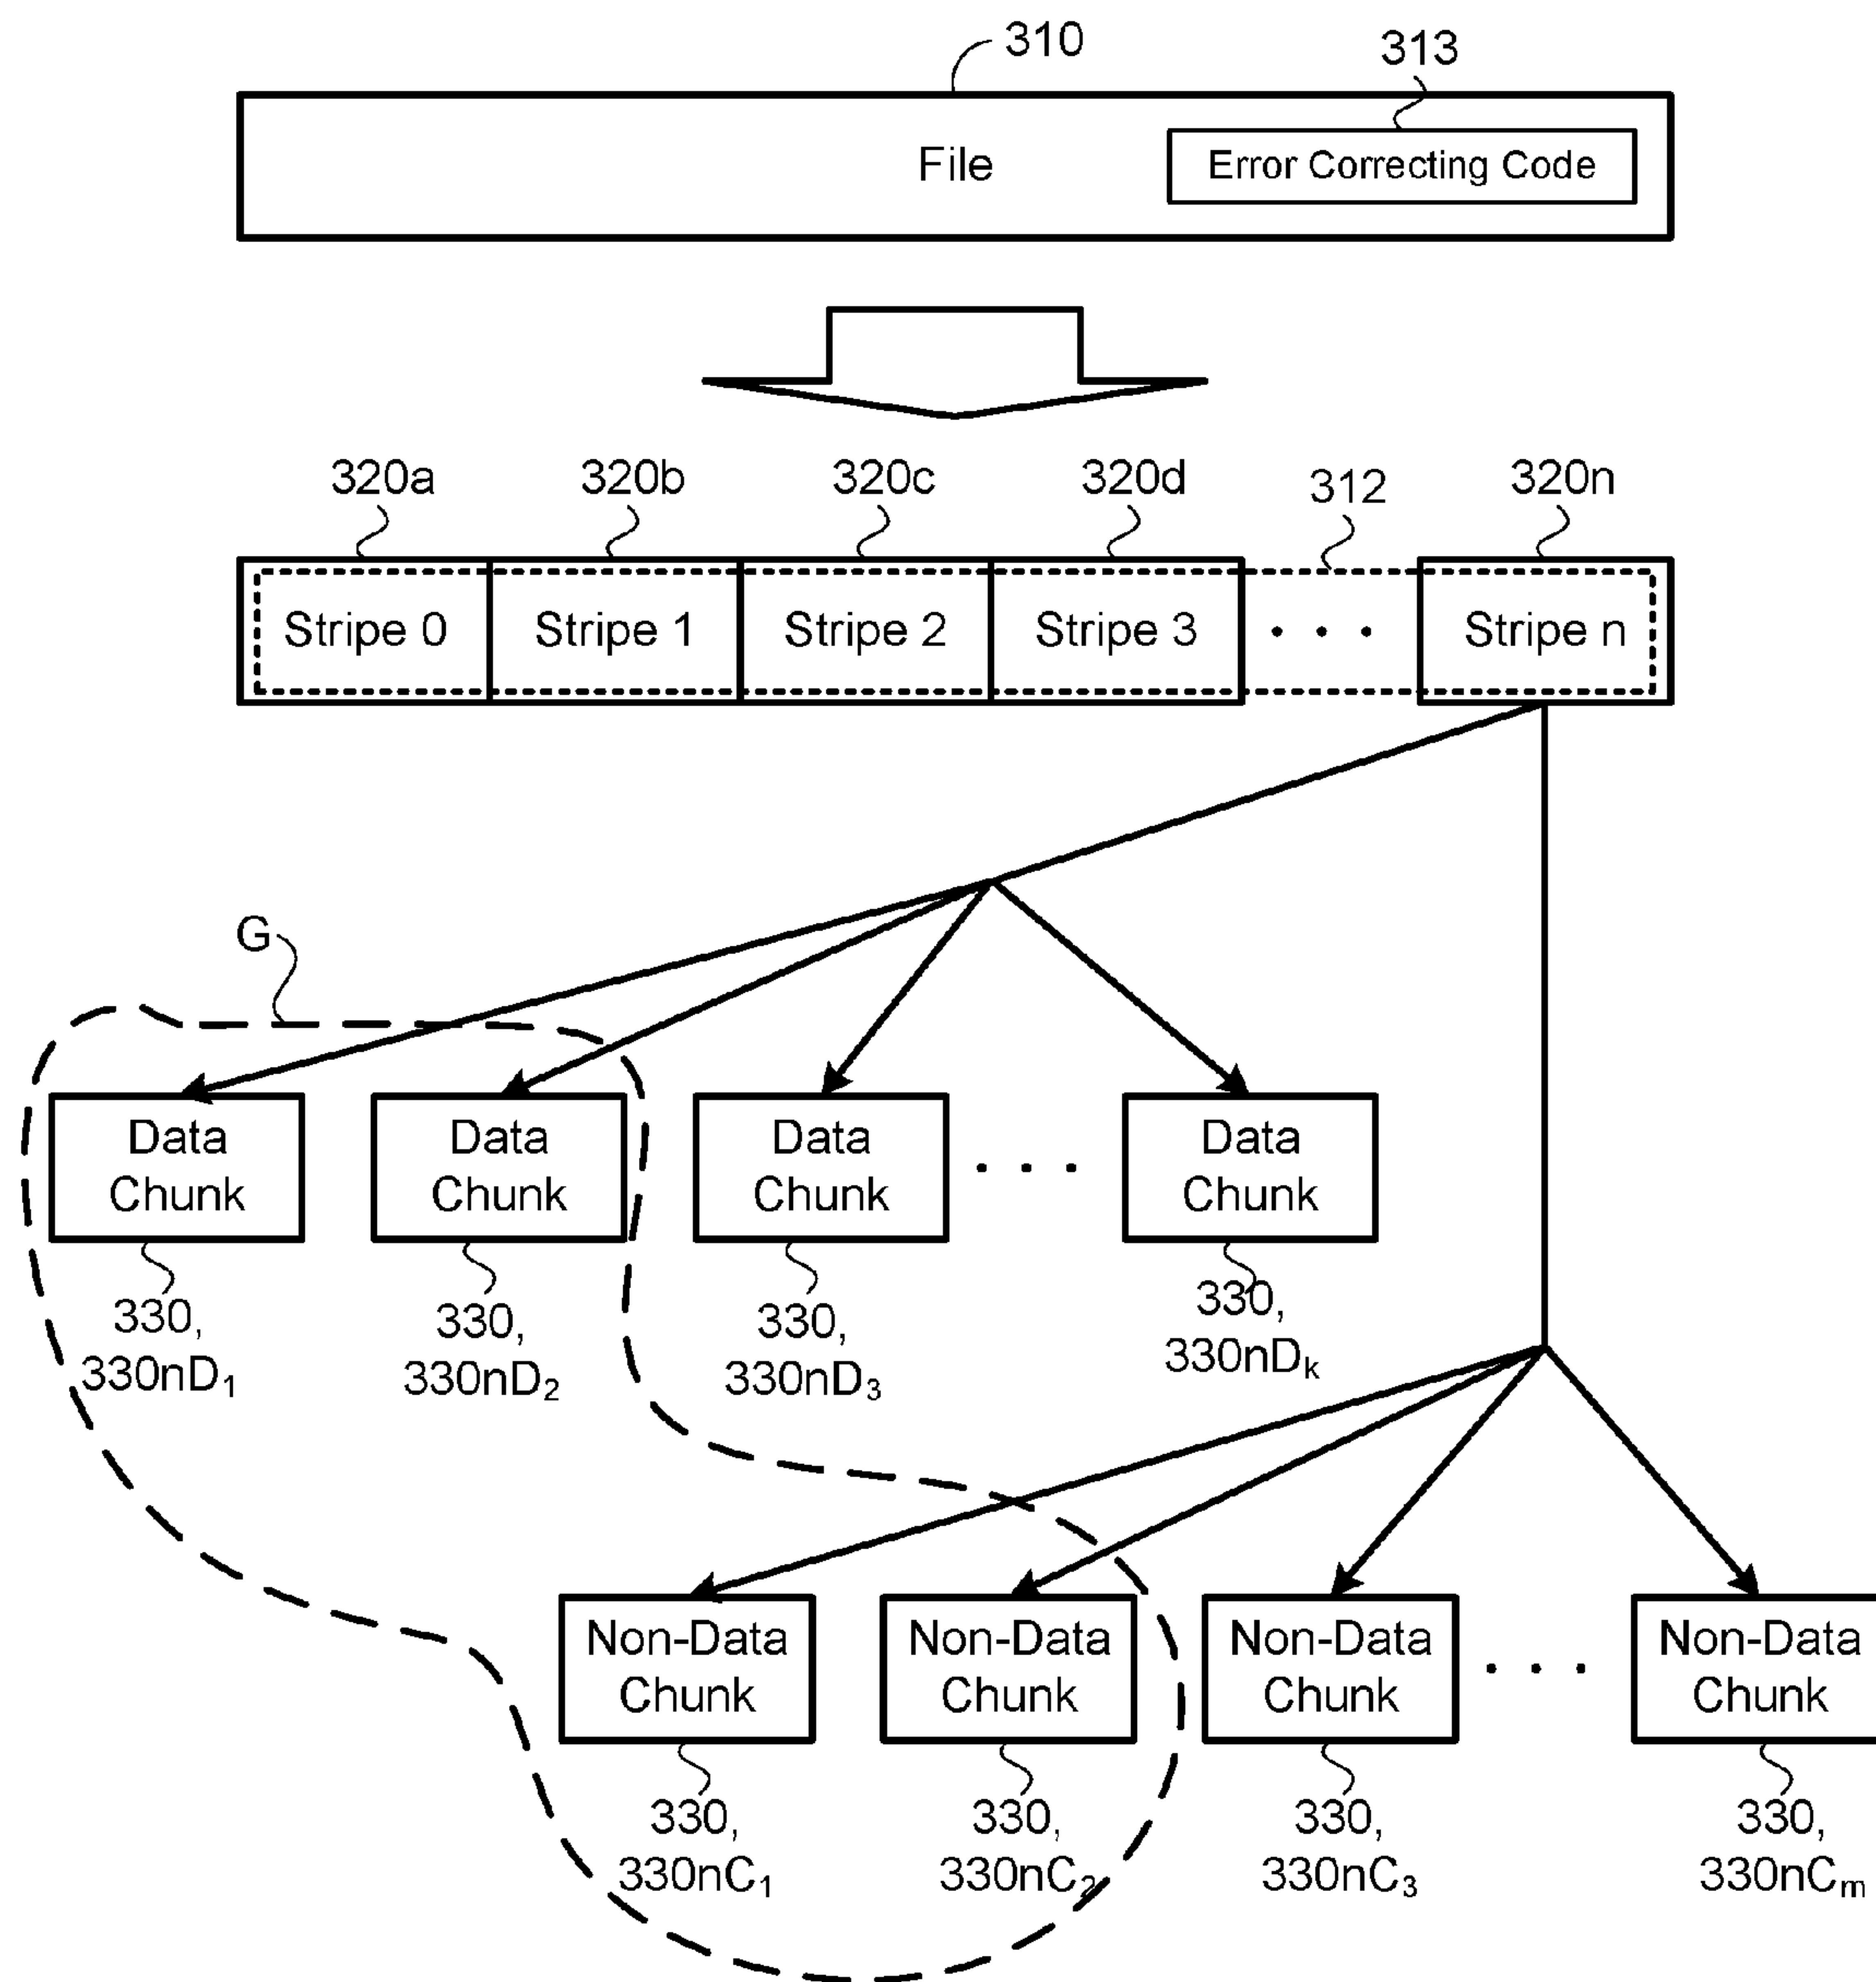 310
313
File
Error Correcting Code
320a
320b
320c
320d
312
320n
Stripe 0
Stripe 1
Stripe 2
Stripe 3
. . .
Stripe n
G
Data
Chunk
Data
Chunk
Data
Chunk
. . .
Data
Chunk
330,
330nD₁
330,
330nD₂
330,
330nD₃
330,
330nDₖ
Non-Data
Chunk
Non-Data
Chunk
Non-Data
Chunk
. . .
Non-Data
Chunk
330,
330nC₁
330,
330nC₂
330,
330nC₃
330,
330nCₘ